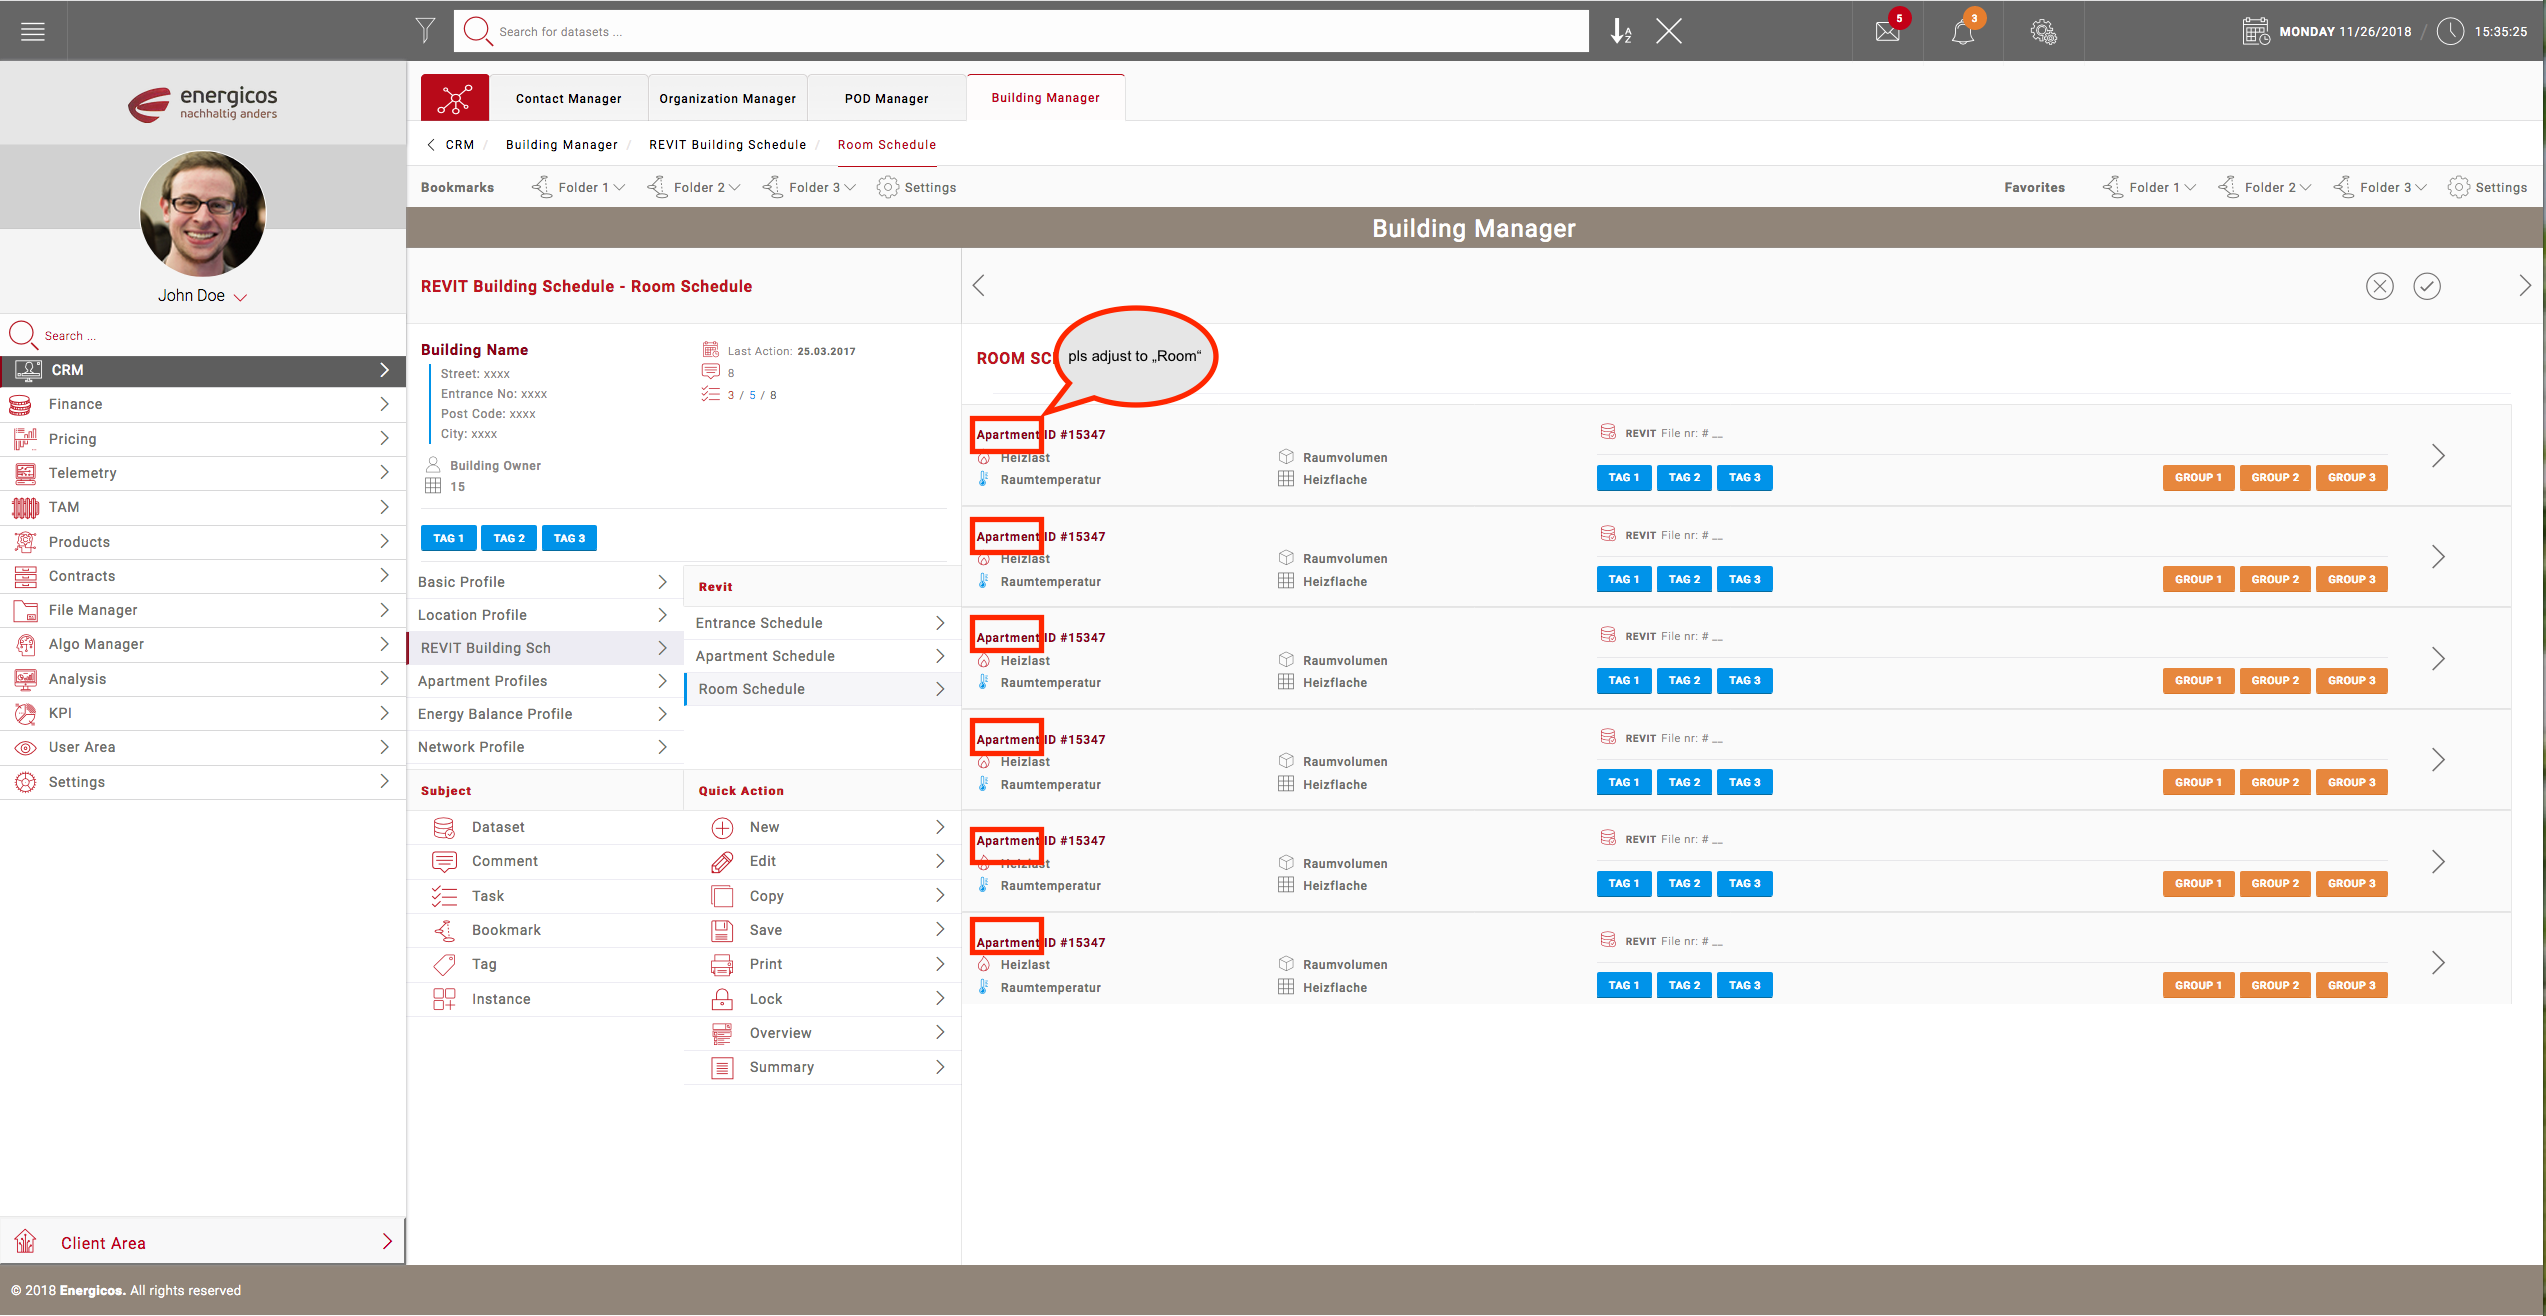 Search for datasets ...
5
3
MONDAY 11/26/2018 / 15:35:25
energicos
nachhaltig anders
John Doe
Search ...
CRM
Finance
Pricing
Telemetry
TAM
Products
Contracts
File Manager
Algo Manager
Analysis
KPI
User Area
Settings
Client Area
Contact Manager
Organization Manager
POD Manager
Building Manager
CRM / Building Manager / REVIT Building Schedule / Room Schedule
Bookmarks Folder 1 Folder 2 Folder 3 Settings
Favorites Folder 1 Folder 2 Folder 3 Settings
Building Manager
REVIT Building Schedule - Room Schedule
Building Name
Street: xxxx
Entrance No: xxxx
Post Code: xxxx
City: xxxx
Building Owner
15
Last Action: 25.03.2017
8
3 / 5 / 8
TAG 1 TAG 2 TAG 3
Basic Profile
Location Profile
REVIT Building Sch
Apartment Profiles
Energy Balance Profile
Network Profile
Revit
Entrance Schedule
Apartment Schedule
Room Schedule
Subject
Dataset
Comment
Task
Bookmark
Tag
Instance
Quick Action
New
Edit
Copy
Save
Print
Lock
Overview
Summary
ROOM SC
pls adjust to „Room“
Apartment ID #15347
Heizlast
Raumtemperatur
Raumvolumen
Heizflache
REVIT File nr: # __
TAG 1 TAG 2 TAG 3
GROUP 1 GROUP 2 GROUP 3
Apartment ID #15347
Heizlast
Raumtemperatur
Raumvolumen
Heizflache
REVIT File nr: # __
TAG 1 TAG 2 TAG 3
GROUP 1 GROUP 2 GROUP 3
Apartment ID #15347
Heizlast
Raumtemperatur
Raumvolumen
Heizflache
REVIT File nr: # __
TAG 1 TAG 2 TAG 3
GROUP 1 GROUP 2 GROUP 3
Apartment ID #15347
Heizlast
Raumtemperatur
Raumvolumen
Heizflache
REVIT File nr: # __
TAG 1 TAG 2 TAG 3
GROUP 1 GROUP 2 GROUP 3
Apartment ID #15347
Heizlast
Raumtemperatur
Raumvolumen
Heizflache
REVIT File nr: # __
TAG 1 TAG 2 TAG 3
GROUP 1 GROUP 2 GROUP 3
Apartment ID #15347
Heizlast
Raumtemperatur
Raumvolumen
Heizflache
REVIT File nr: # __
TAG 1 TAG 2 TAG 3
GROUP 1 GROUP 2 GROUP 3
© 2018 Energicos. All rights reserved